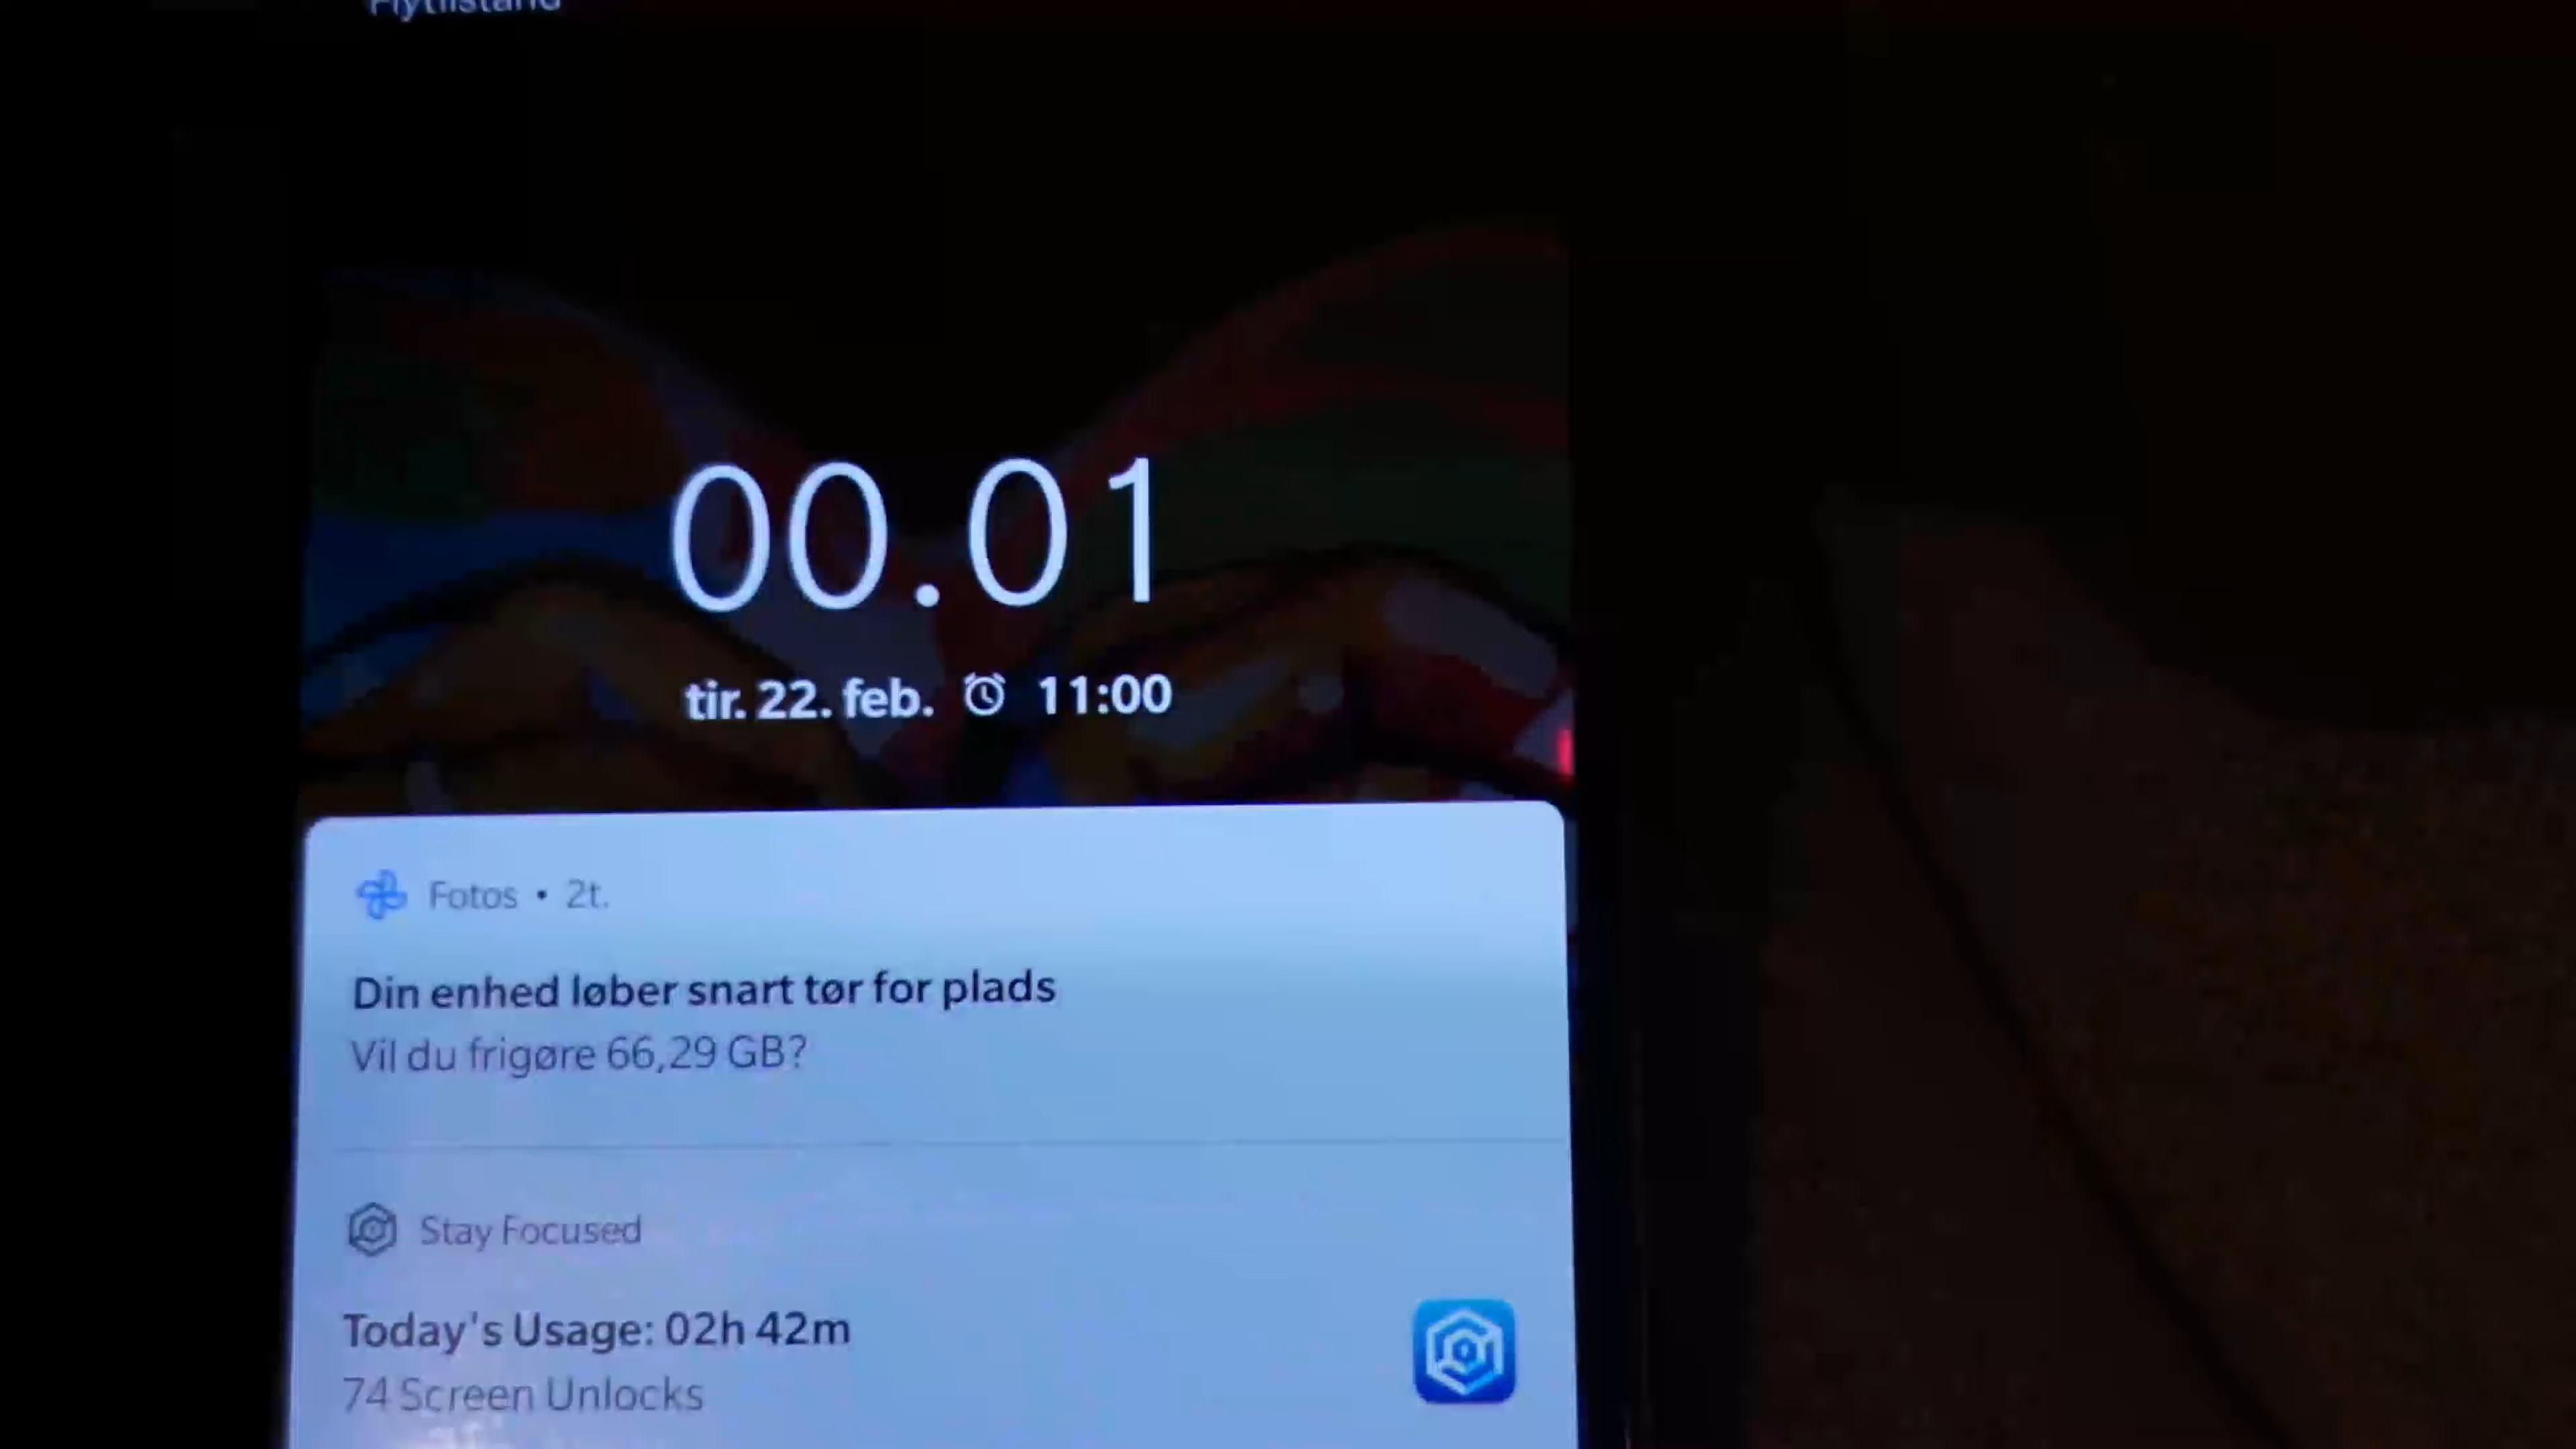 Flytilstand
00.01
tir. 22. feb. 11:00
Fotos • 2t.
Din enhed løber snart tør for plads
Vil du frigøre 66,29 GB?
Stay Focused
Today's Usage: 02h 42m
74 Screen Unlocks